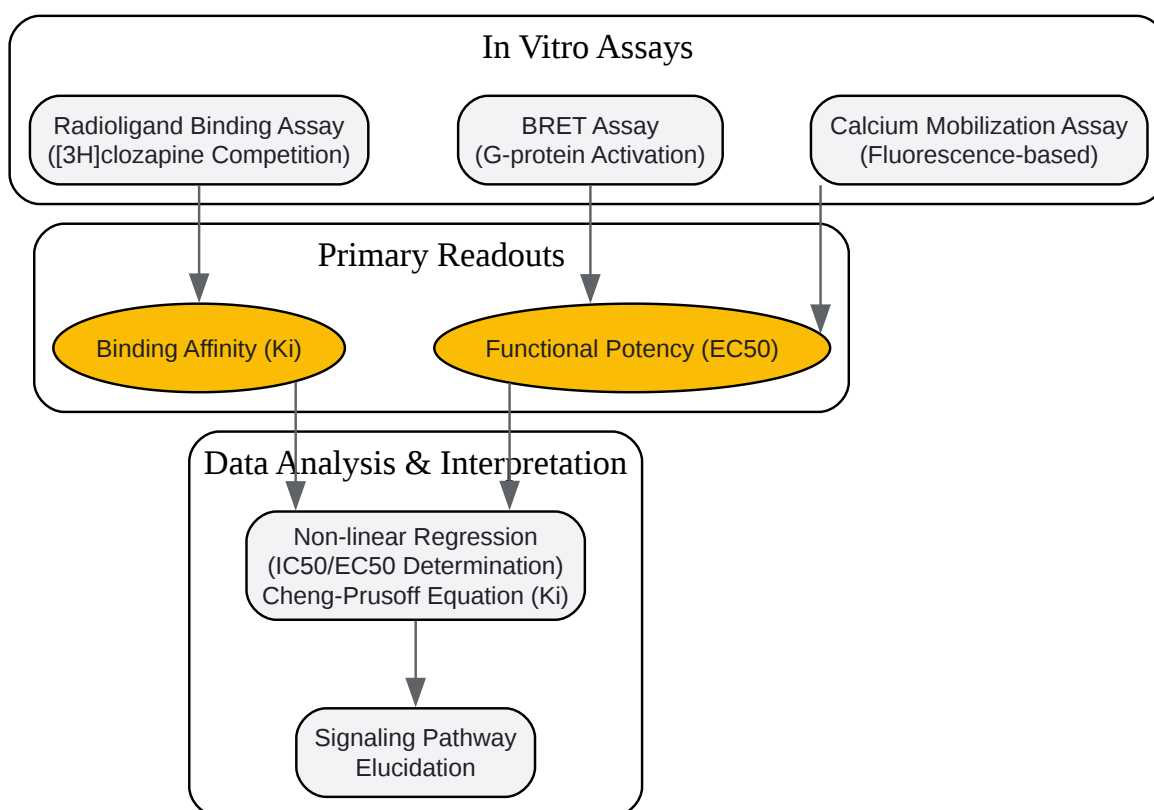 In Vitro Assays
Radioligand Binding Assay
([3H]clozapine Competition)
BRET Assay
(G-protein Activation)
Calcium Mobilization Assay
(Fluorescence-based)
Primary Readouts
Binding Affinity (Ki)
Functional Potency (EC50)
Data Analysis & Interpretation
Non-linear Regression
(IC50/EC50 Determination)
Cheng-Prusoff Equation (Ki)
Signaling Pathway
Elucidation